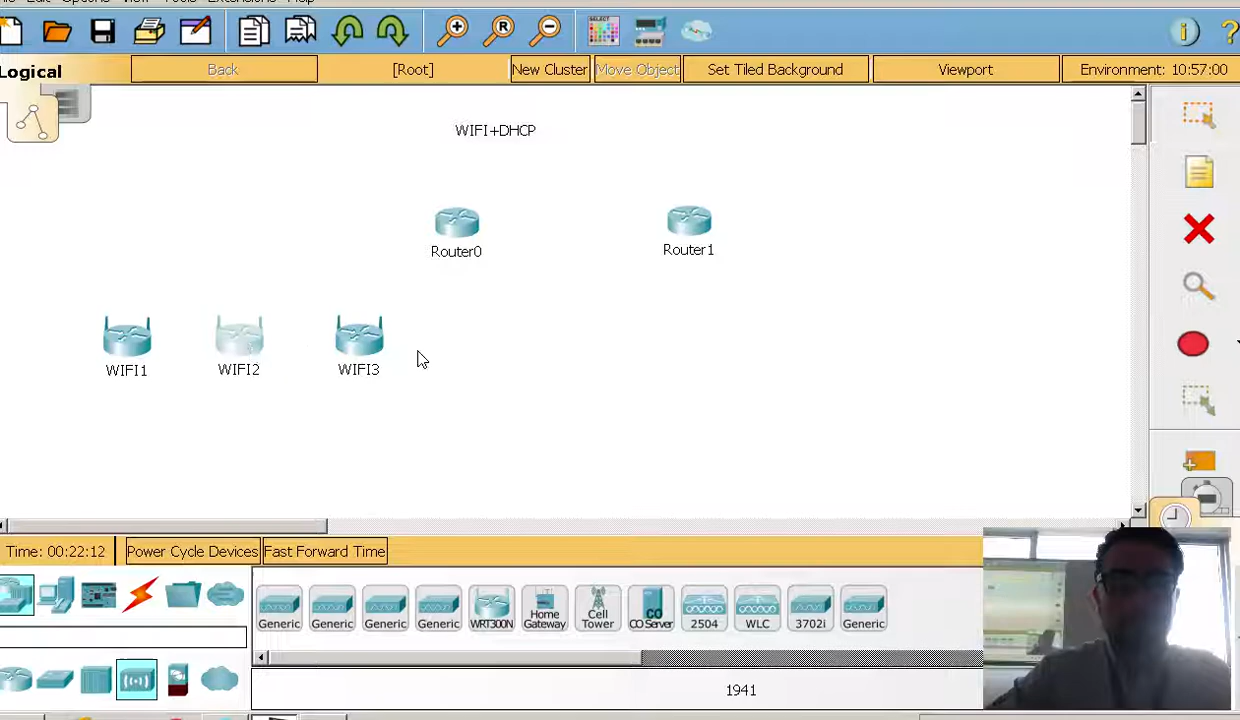 Logical
Back
[Root]
New Cluster
Move Object
Set Tiled Background
Viewport
Environment: 10:57:00
WIFI+DHCP
Router0
Router1
WIFI1
WIFI2
WIFI3
Time: 00:22:12
Power Cycle Devices
Fast Forward Time
Generic
Generic
Generic
Generic
WRT300N
Home
Gateway
Cell
Tower
CO
CO Server
2504
WLC
3702i
Generic
1941